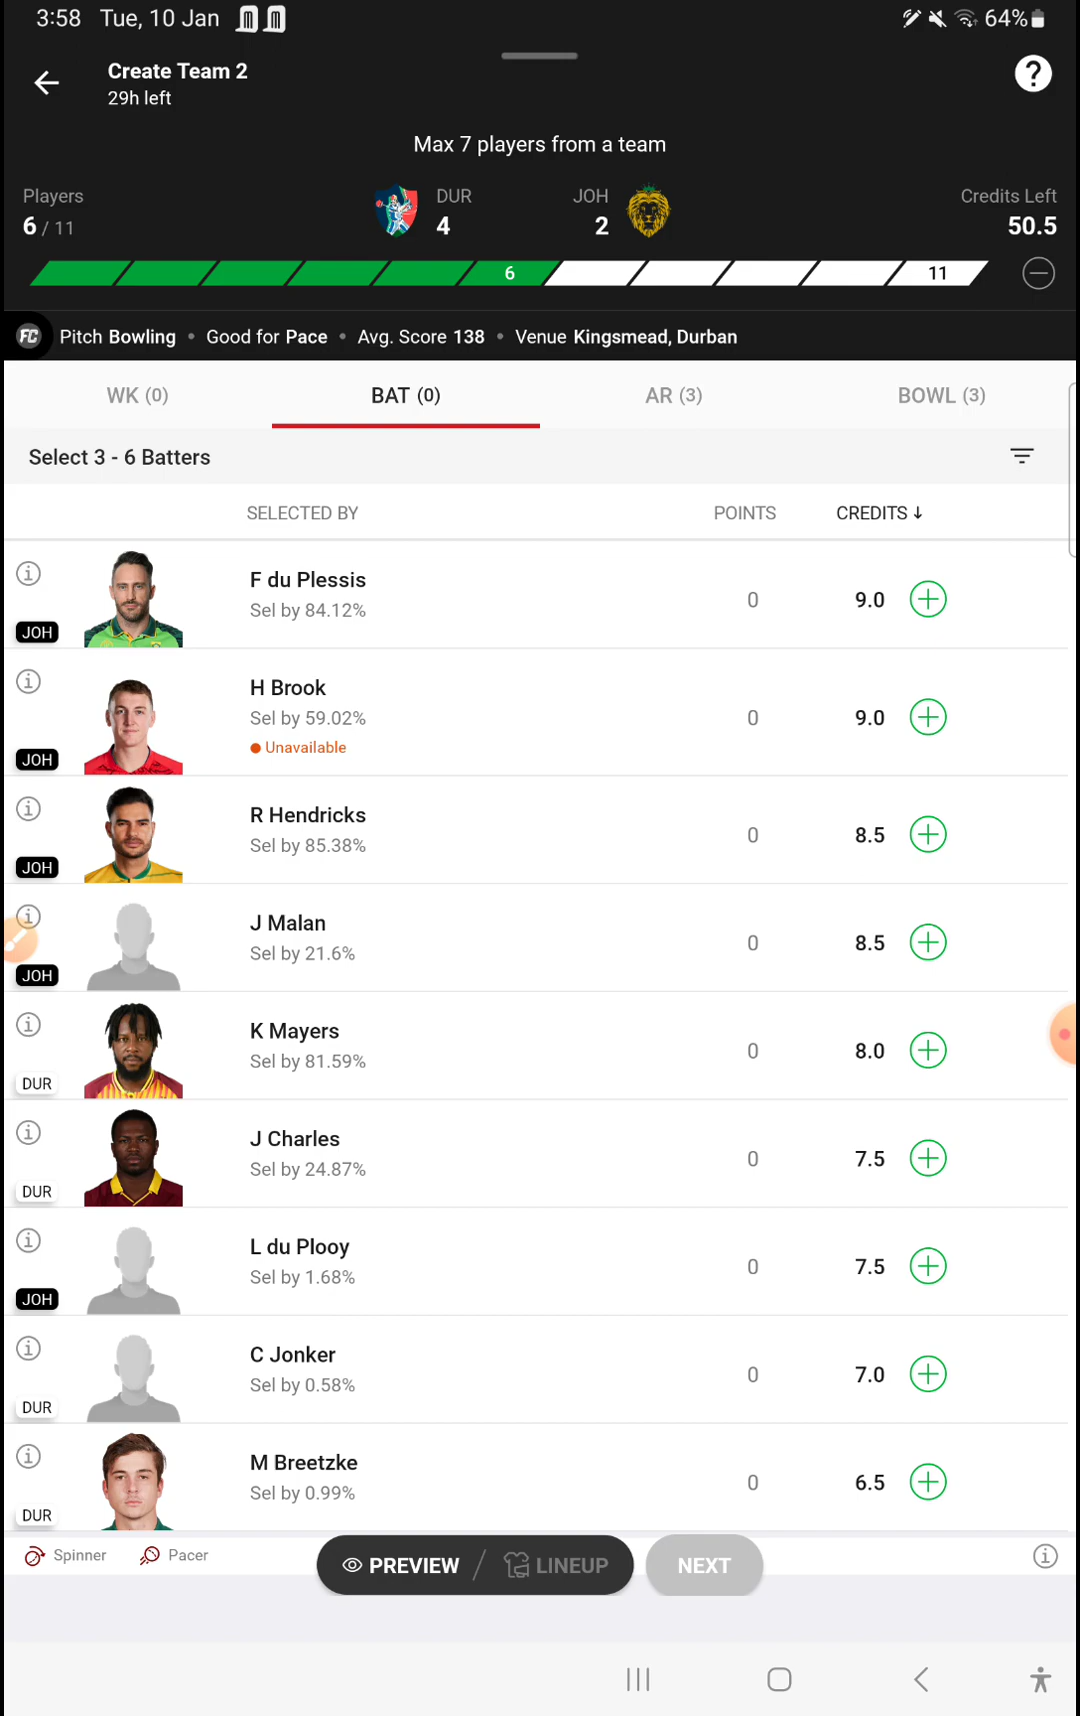 3:58 Tue, 10 Jan
64%
Create Team 2
29h left
?
Max 7 players from a team
Players
6 / 11
DUR
4
JOH
2
Credits Left
50.5
6
11
FC
Pitch Bowling • Good for Pace • Avg. Score 138 • Venue Kingsmead, Durban
WK (0)
BAT (0)
AR (3)
BOWL (3)
Select 3 - 6 Batters
SELECTED BY
POINTS
CREDITS ↓
F du Plessis
Sel by 84.12%
0
9.0
JOH
H Brook
Sel by 59.02%
Unavailable
0
9.0
JOH
R Hendricks
Sel by 85.38%
0
8.5
JOH
J Malan
Sel by 21.6%
0
8.5
JOH
K Mayers
Sel by 81.59%
0
8.0
DUR
J Charles
Sel by 24.87%
0
7.5
DUR
L du Plooy
Sel by 1.68%
0
7.5
JOH
C Jonker
Sel by 0.58%
0
7.0
DUR
M Breetzke
Sel by 0.99%
0
6.5
DUR
Spinner
Pacer
PREVIEW / LINEUP
NEXT